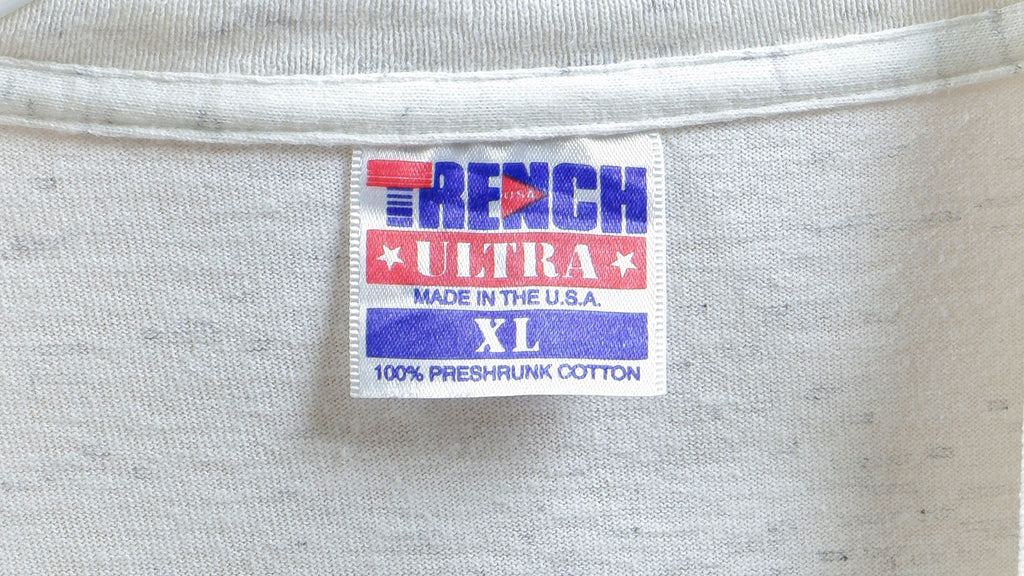 TRENCH
USA
ULTRA
MADE IN THE U.S.A.
XL
100% PRESHRUNK COTTON